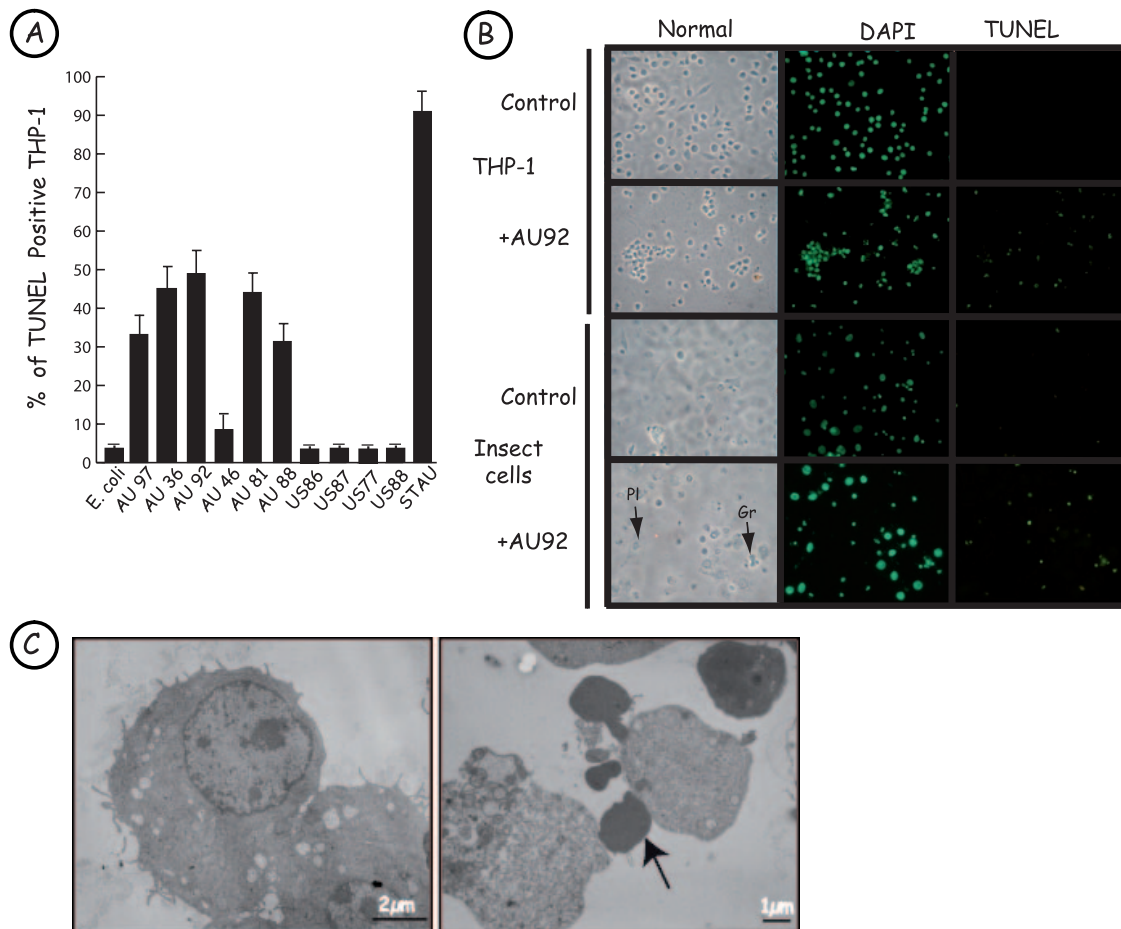 A
% of TUNEL Positive THP-1
100
90
80
70
60
50
40
30
20
10
0
E. coli
AU 97
AU 36
AU 92
AU 46
AU 81
AU 88
US86
US87
US77
US88
STAU
B
Normal DAPI TUNEL
Control
THP-1
+AU92
Control
Insect
cells
+AU92
Pl
Gr
C
2µm
1µm